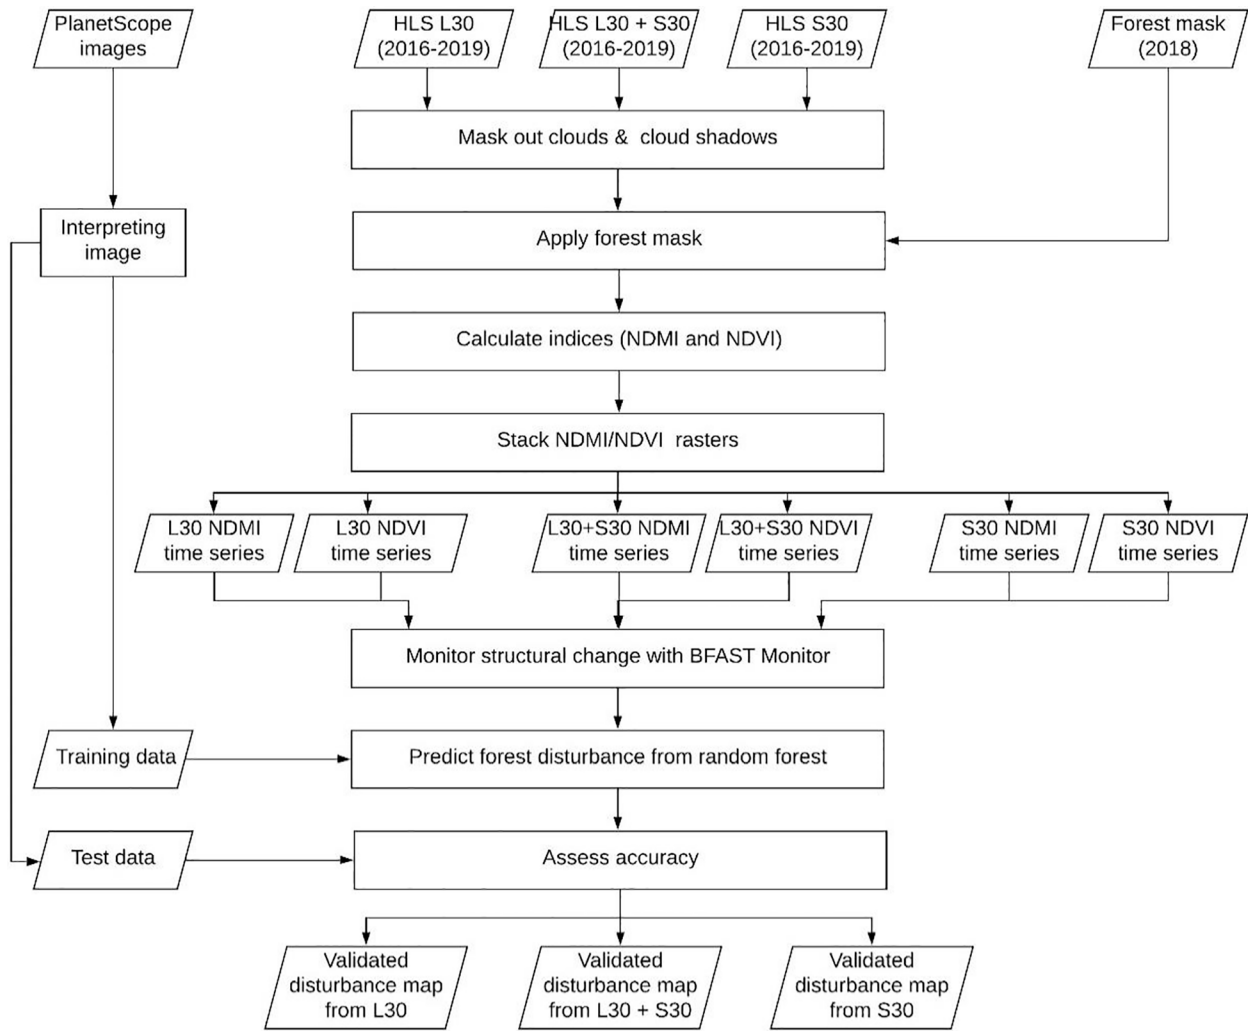 PlanetScope
images
HLS L30
(2016-2019)
HLS L30 + S30
(2016-2019)
HLS S30
(2016-2019)
Forest mask
(2018)
Mask out clouds & cloud shadows
Interpreting
image
Apply forest mask
Calculate indices (NDMI and NDVI)
Stack NDMI/NDVI rasters
L30 NDMI
time series
L30 NDVI
time series
L30+S30 NDMI
time series
L30+S30 NDVI
time series
S30 NDMI
time series
S30 NDVI
time series
Monitor structural change with BFAST Monitor
Training data
Predict forest disturbance from random forest
Test data
Assess accuracy
Validated
disturbance map
from L30
Validated
disturbance map
from L30 + S30
Validated
disturbance map
from S30